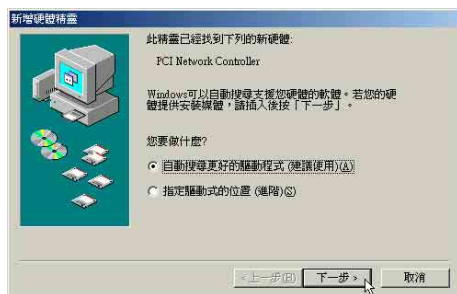 新增硬體精靈
此精靈已經找到下列的新硬體:
PCI Network Controller
Windows可以自動搜尋支援您硬體的軟體。若您的硬
體提供安裝媒體，請插入後按「下一步」。
您要做什麼?
自動搜尋更好的驅動程式 (建議使用)(A)
指定驅動式的位置 (進階)(S)
<上一步(B) 下一步 > 取消